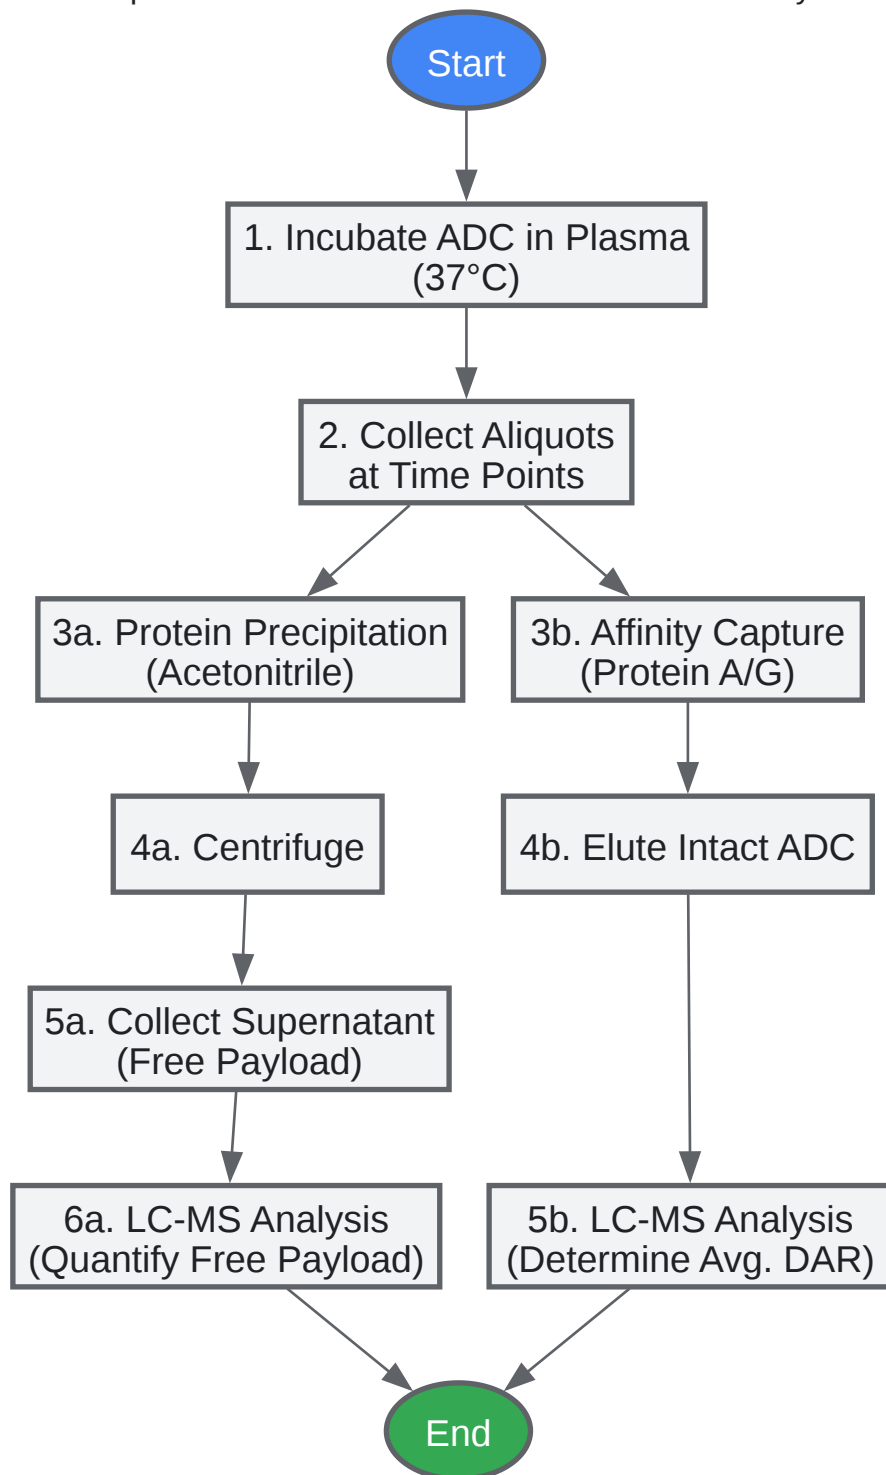 Start
1. Incubate ADC in Plasma
(37°C)
2. Collect Aliquots
at Time Points
3a. Protein Precipitation
(Acetonitrile)
3b. Affinity Capture
(Protein A/G)
4a. Centrifuge
4b. Elute Intact ADC
5a. Collect Supernatant
(Free Payload)
6a. LC-MS Analysis
(Quantify Free Payload)
5b. LC-MS Analysis
(Determine Avg. DAR)
End